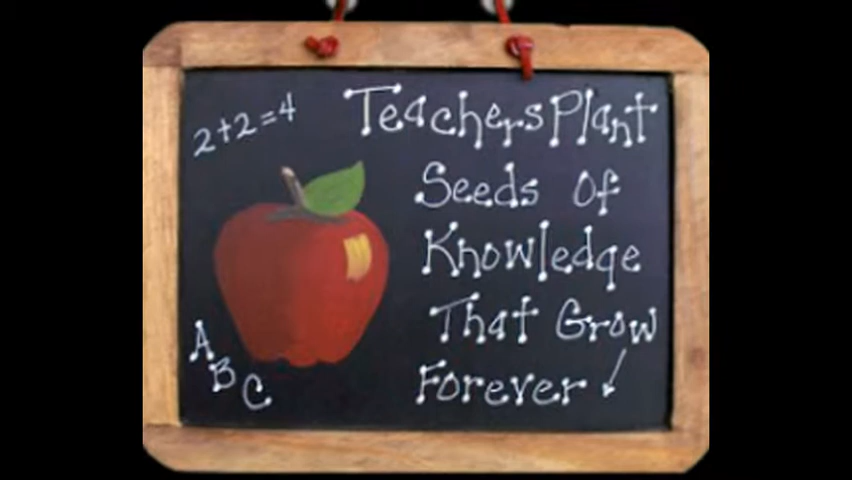 2+2=4
Teachers Plant
Seeds of
Knowledge
That Grow
Forever
A
B
C